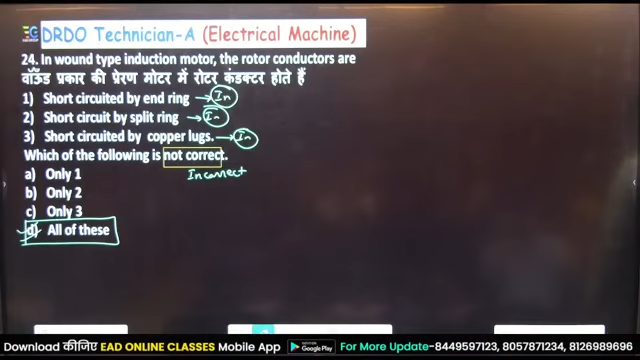 EG DRDO Technician-A (Electrical Machine)
24. In wound type induction motor, the rotor conductors are
वॉउँड प्रकार की प्रेरण मोटर में रोटर कंडक्टर होते हैं
1) Short circuited by end ring → In
2) Short circuit by split ring → In
3) Short circuited by copper lugs. → In
Which of the following is not correct.
Incorrect
a) Only 1
b) Only 2
c) Only 3
d) All of these
Download कीजिए EAD ONLINE CLASSES Mobile App Google Play For More Update-8449597123, 8057871234, 8126989696